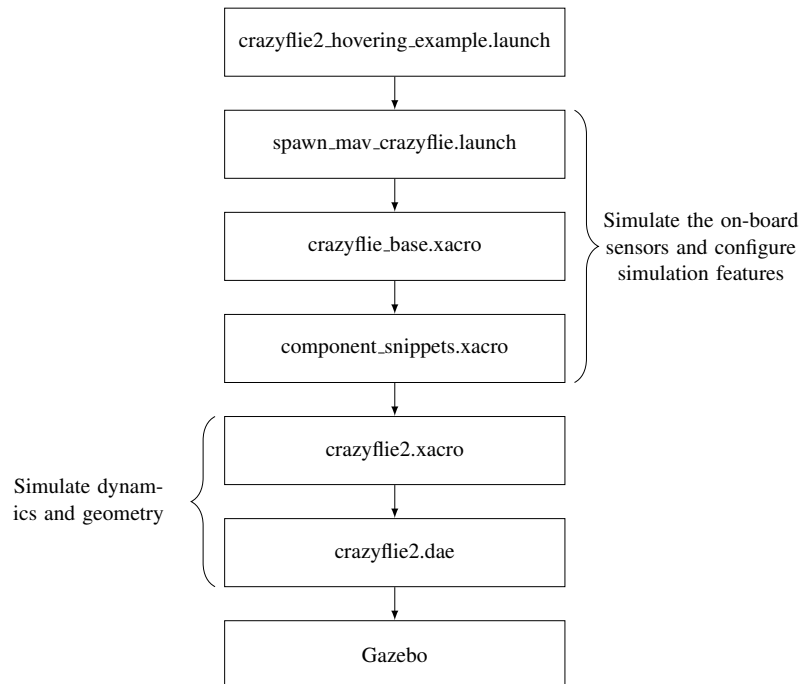 crazyflie2_hovering_example.launch
spawn_mav_crazyflie.launch
crazyflie_base.xacro
component_snippets.xacro
Simulate the on-board
sensors and configure
simulation features
crazyflie2.xacro
crazyflie2.dae
Simulate dynam-
ics and geometry
Gazebo